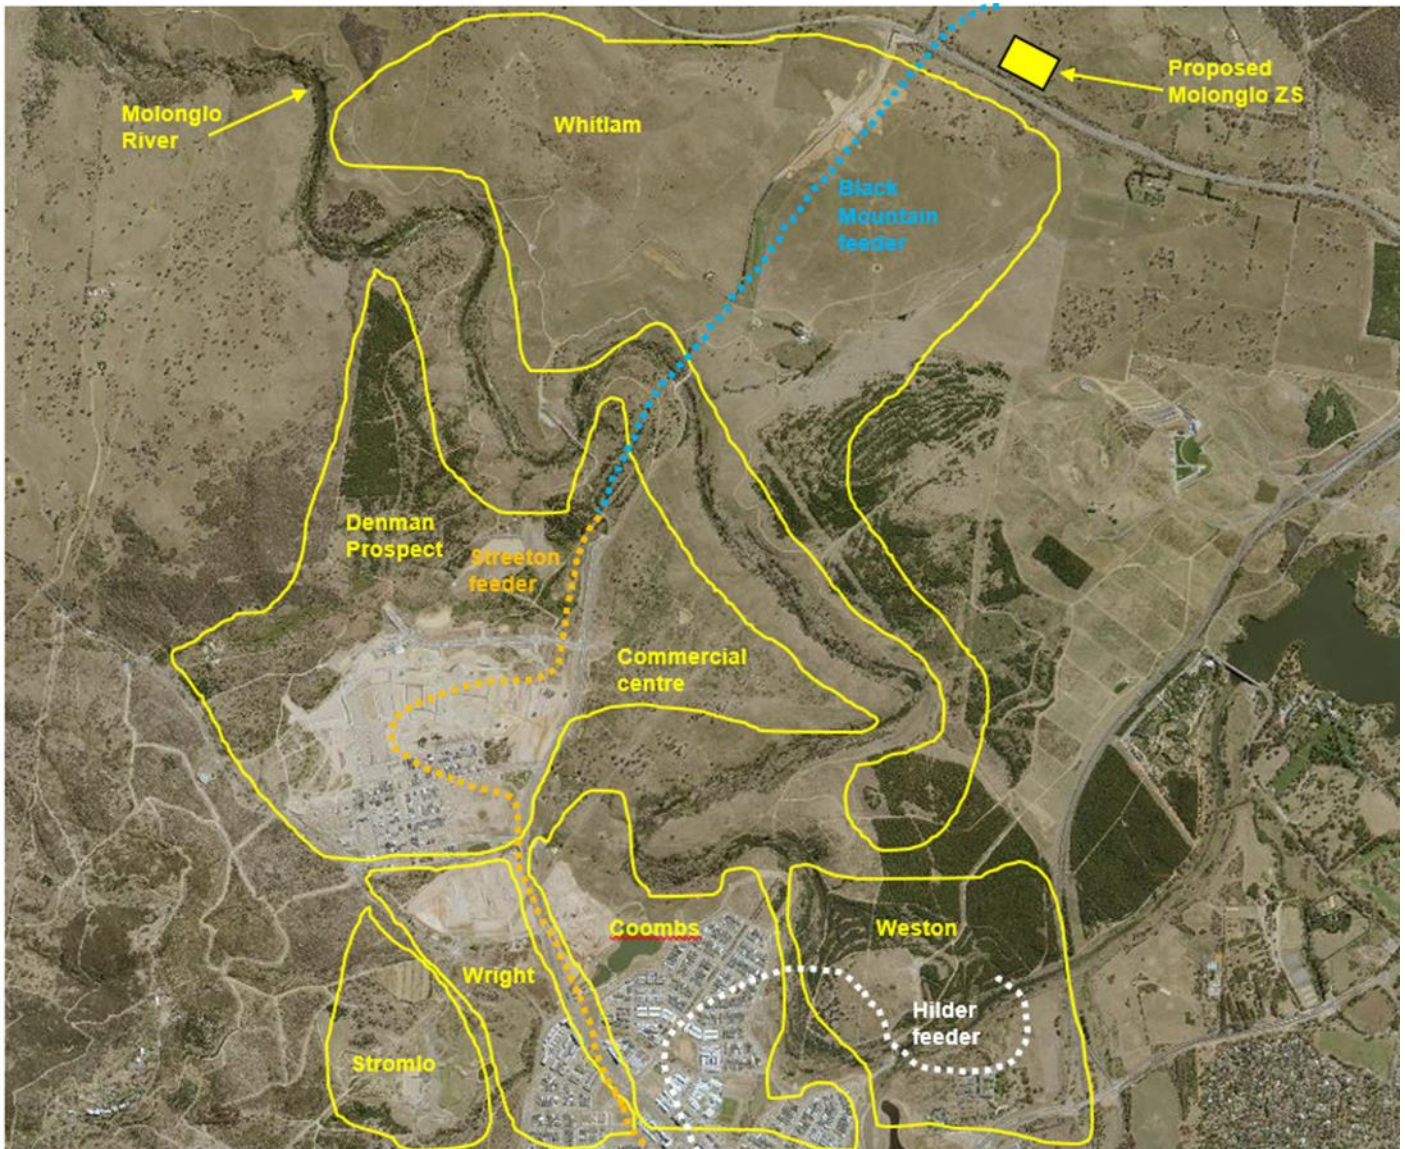 Proposed
Molonglo ZS
Molonglo
River
Whitlam
Black
Mountain
feeder
Denman
Prospect
Streeton
feeder
Commercial
centre
Coombs
Weston
Wright
Hilder
feeder
Stromlo